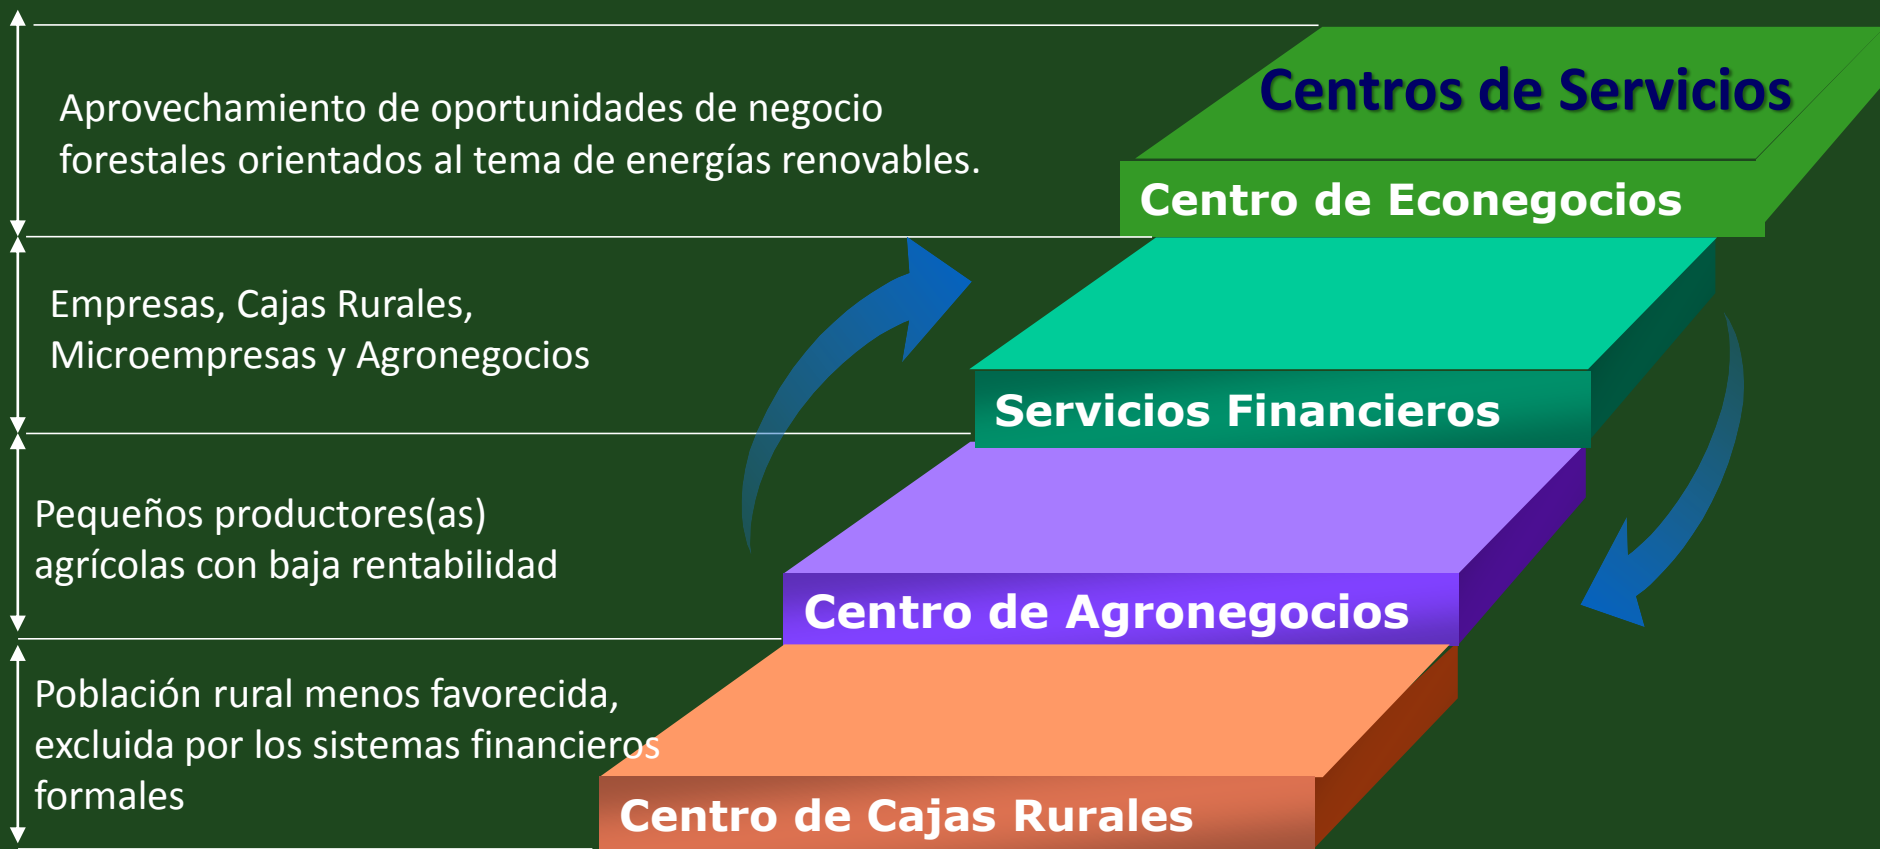 Centros de Servicios
Aprovechamiento de oportunidades de negocio
forestales orientados al tema de energías renovables.
Centro de Econegocios
Empresas, Cajas Rurales,
Microempresas y Agronegocios
Servicios Financieros
Pequeños productores(as)
agrícolas con baja rentabilidad
Centro de Agronegocios
Población rural menos favorecida,
excluida por los sistemas financieros
formales
Centro de Cajas Rurales